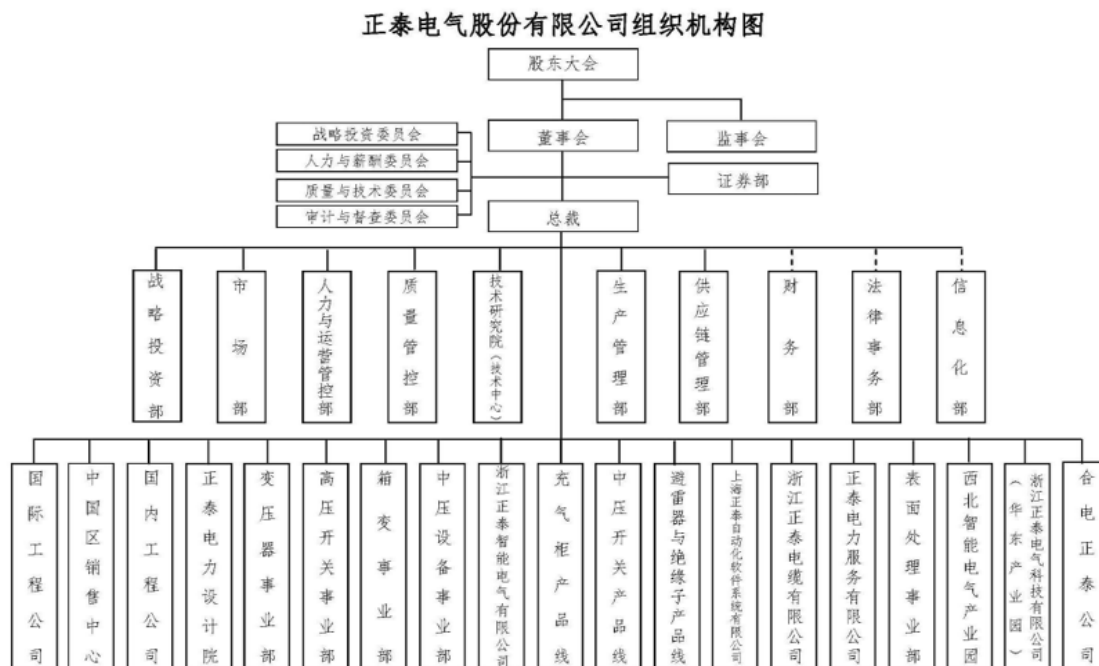 正泰电气股份有限公司组织机构图
股东大会
董事会
监事会
战略投资委员会
人力与薪酬委员会
质量与技术委员会
审计与督查委员会
证券部
总裁
战略投资部
市场部
人力与运营管控部
质量管控部
技术研究院（技术中心）
生产管理部
供应链管理部
财务部
法律事务部
信息化部
国际工程公司
中国区销售中心
国内工程公司
正泰电力设计院
变压器事业部
高压开关事业部
箱变事业部
中压设备事业部
浙江正泰智能电气有限公司
充气柜产品线
中压开关产品线
避雷器与绝缘子产品线
上海正泰自动化软件系统有限公司
浙江正泰电缆有限公司
正泰电力服务有限公司
表面处理事业部
西北智能电气产业园
浙江正泰电气科技有限公司
（华东产业园）
合电正泰公司